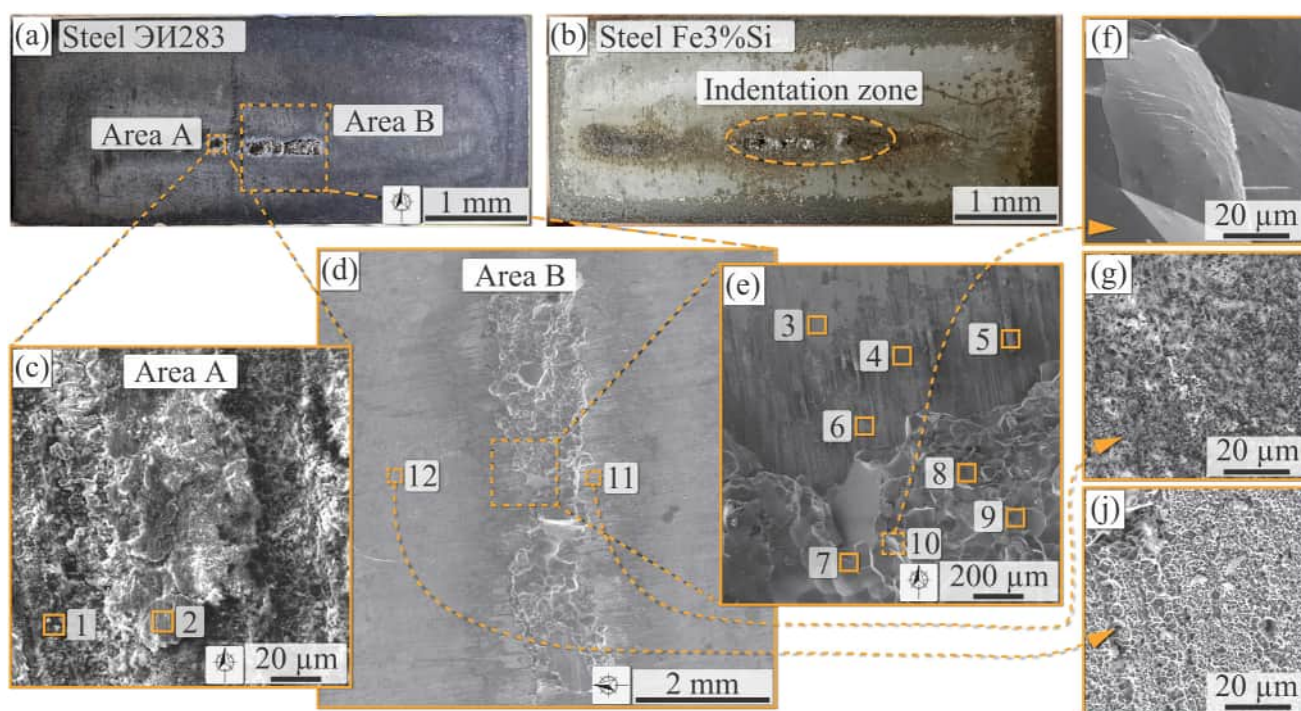 (a)
Steel ЭИ283
Area A
Area B
1 mm
(b)
Steel Fe3%Si
Indentation zone
1 mm
(f)
20 µm
(d)
Area B
12
11
2 mm
(e)
3
4
5
6
8
9
10
7
200 µm
(g)
20 µm
(c)
Area A
1
2
20 µm
(j)
20 µm